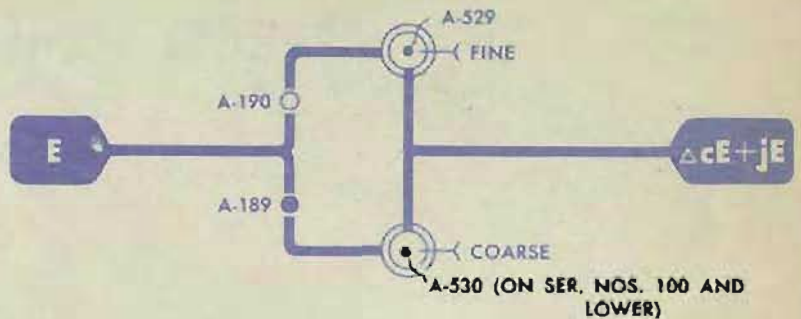 A-529
FINE
A-190
E
ΔcE+jE
A-189
COARSE
A-530 (ON SER. NOS. 100 AND
LOWER)